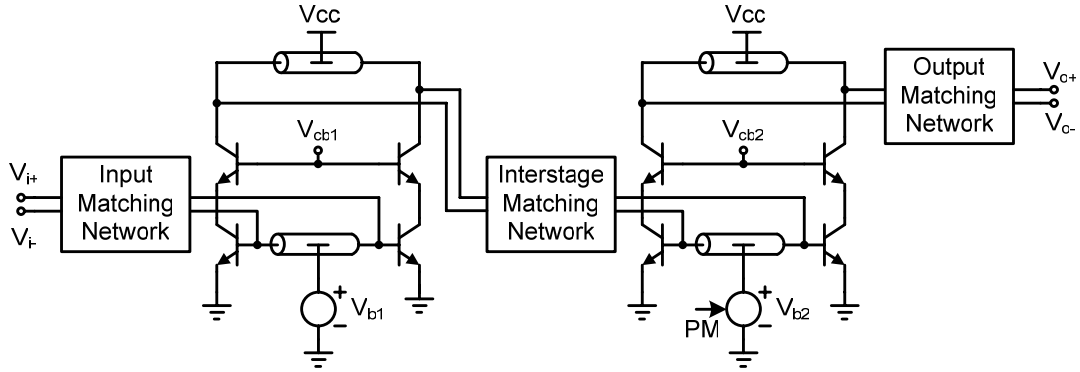 Vcc
Vcc
Output
Matching
Network
Vo+
Vo-
Vcb1
Vcb2
Vi+
Vi-
Input
Matching
Network
Interstage
Matching
Network
+
Vb1
−
+
Vb2
−
PM